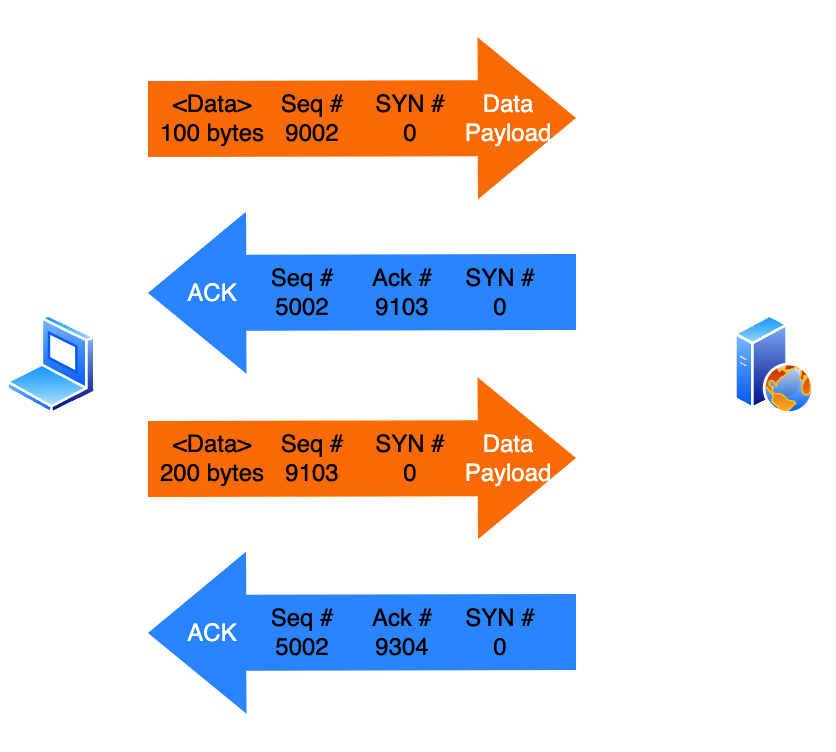 <Data> Seq # SYN # Data
100 bytes 9002 0 Payload
Seq # Ack # SYN #
ACK
5002 9103 0
<Data> Seq # SYN # Data
200 bytes 9103 0 Payload
Seq # Ack # SYN #
ACK
5002 9304 0